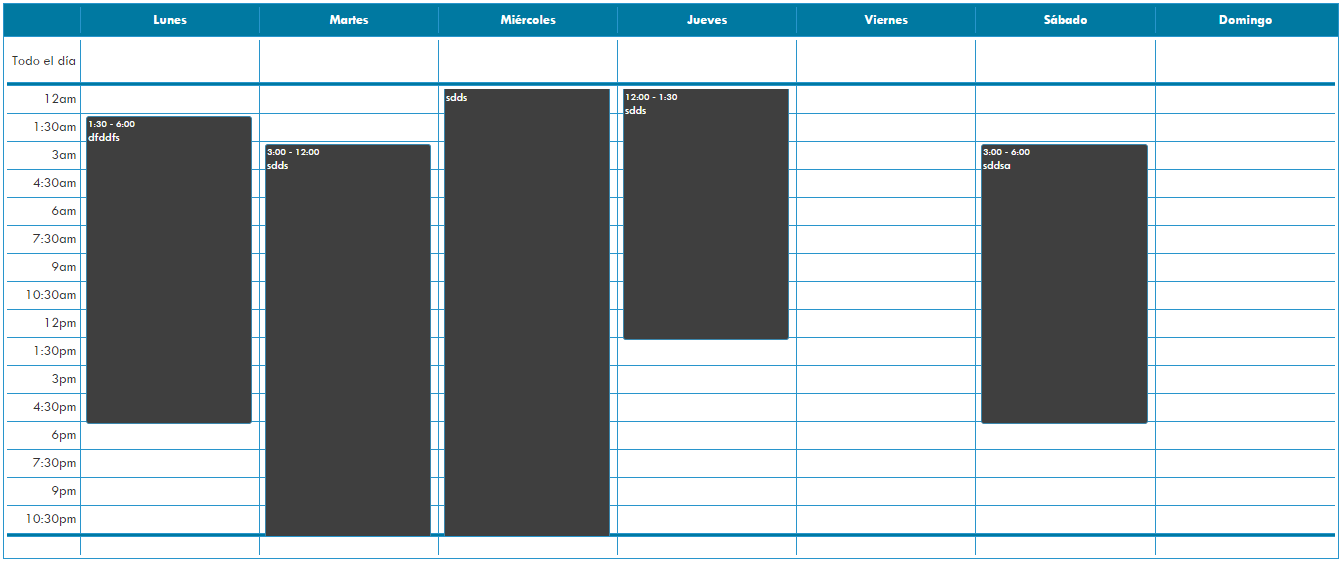 Lunes Martes Miércoles Jueves Viernes Sábado Domingo
Todo el día
12am
1:30am
3am
4:30am
6am
7:30am
9am
10:30am
12pm
1:30pm
3pm
4:30pm
6pm
7:30pm
9pm
10:30pm
1:30 - 6:00
dfddfs
3:00 - 12:00
sdds
sdds
12:00 - 1:30
sdds
3:00 - 6:00
sddsa